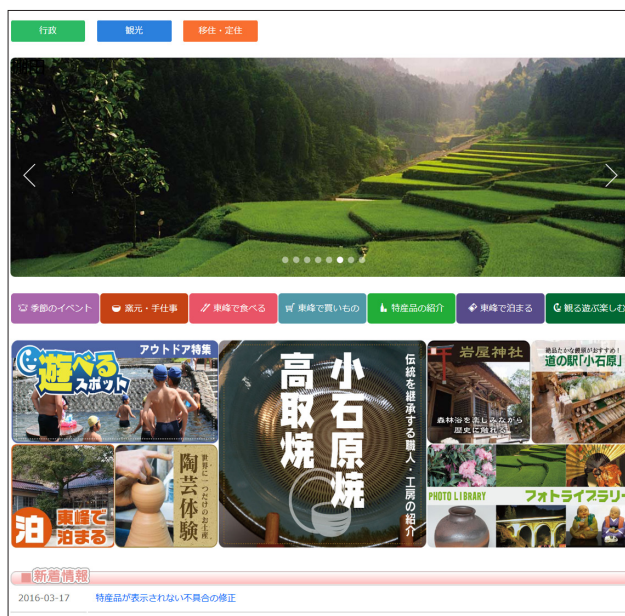 行政
観光
移住・定住
季節のイベント
窯元・手仕事
東峰で食べる
東峰で買いもの
特産品の紹介
東峰で泊まる
観る遊ぶ楽しむ
アウトドア特集
遊べる
スポット
小石原焼
高取焼
伝統を継承する職人・工房の紹介
岩屋神社
森林浴を楽しみながら
歴史に触れる
道の駅「小石原」
泊
東峰で
泊まる
世界に一つだけのお土産
陶芸体験
PHOTO LIBRARY
フォトライブラリー
新着情報
2016-03-17 特産品が表示されない不具合の修正